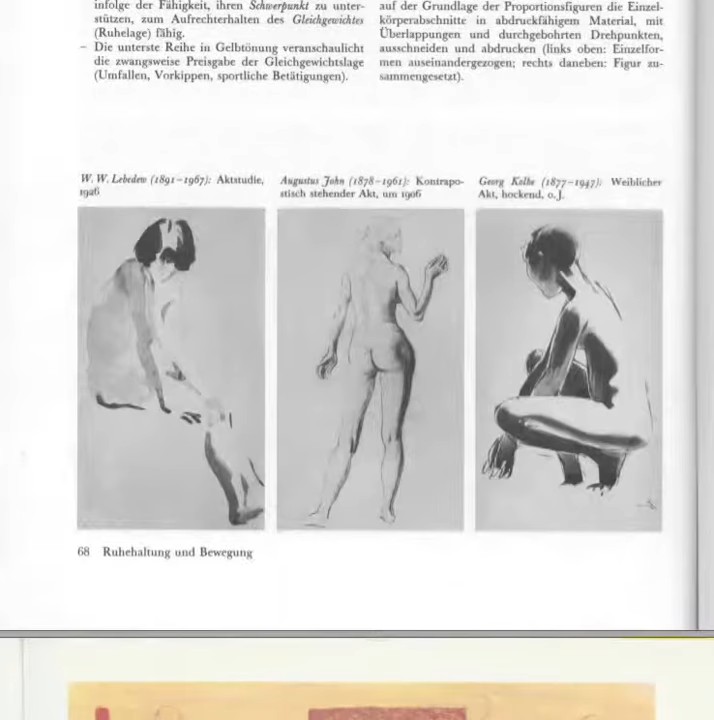 infolge der Fähigkeit, ihren Schwerpunkt zu unter-
stützen, zum Aufrechterhalten des Gleichgewichtes
(Ruhelage) fähig.
– Die unterste Reihe in Gelbtönung veranschaulicht
die zwangsweise Preisgabe der Gleichgewichtslage
(Umfallen, Vorkippen, sportliche Betätigungen).
auf der Grundlage der Proportionsfiguren die Einzel-
körperabschnitte in abdruckfähigem Material, mit
Überlappungen und durchgebohrten Drehpunkten,
ausschneiden und abdrucken (links oben: Einzelfor-
men auseinandergezogen; rechts daneben: Figur zu-
sammengesetzt).
W. W. Lebedew (1891–1967): Aktstudie,
1926
Augustus John (1878–1961): Kontrapo-
stisch stehender Akt, um 1906
Georg Kolbe (1877–1947): Weiblicher
Akt, hockend, o.J.
68 Ruhehaltung und Bewegung